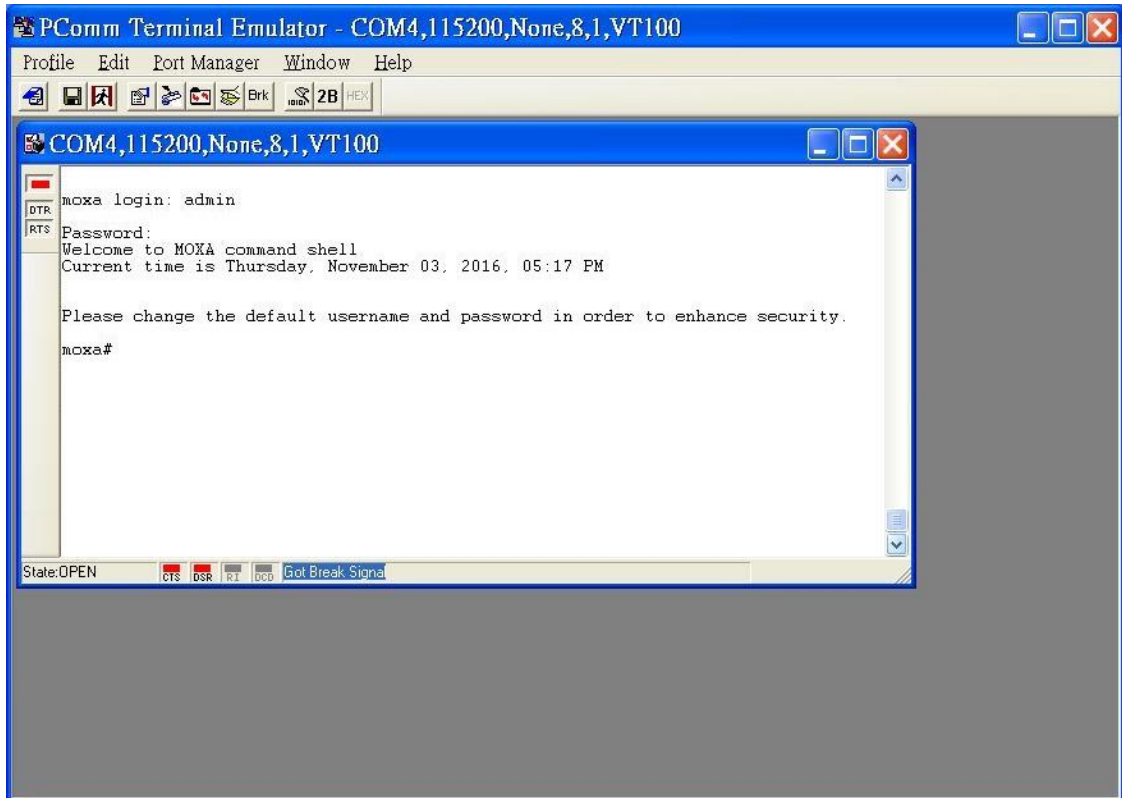 PComm Terminal Emulator - COM4,115200,None,8,1,VT100
Profile Edit Port Manager Window Help
Brk 2B HEX
COM4,115200,None,8,1,VT100
moxa login: admin
DTR
RTS
Password:
Welcome to MOXA command shell
Current time is Thursday, November 03, 2016, 05:17 PM
Please change the default username and password in order to enhance security.
moxa#
State:OPEN CTS DSR RI DCD Got Break Signal